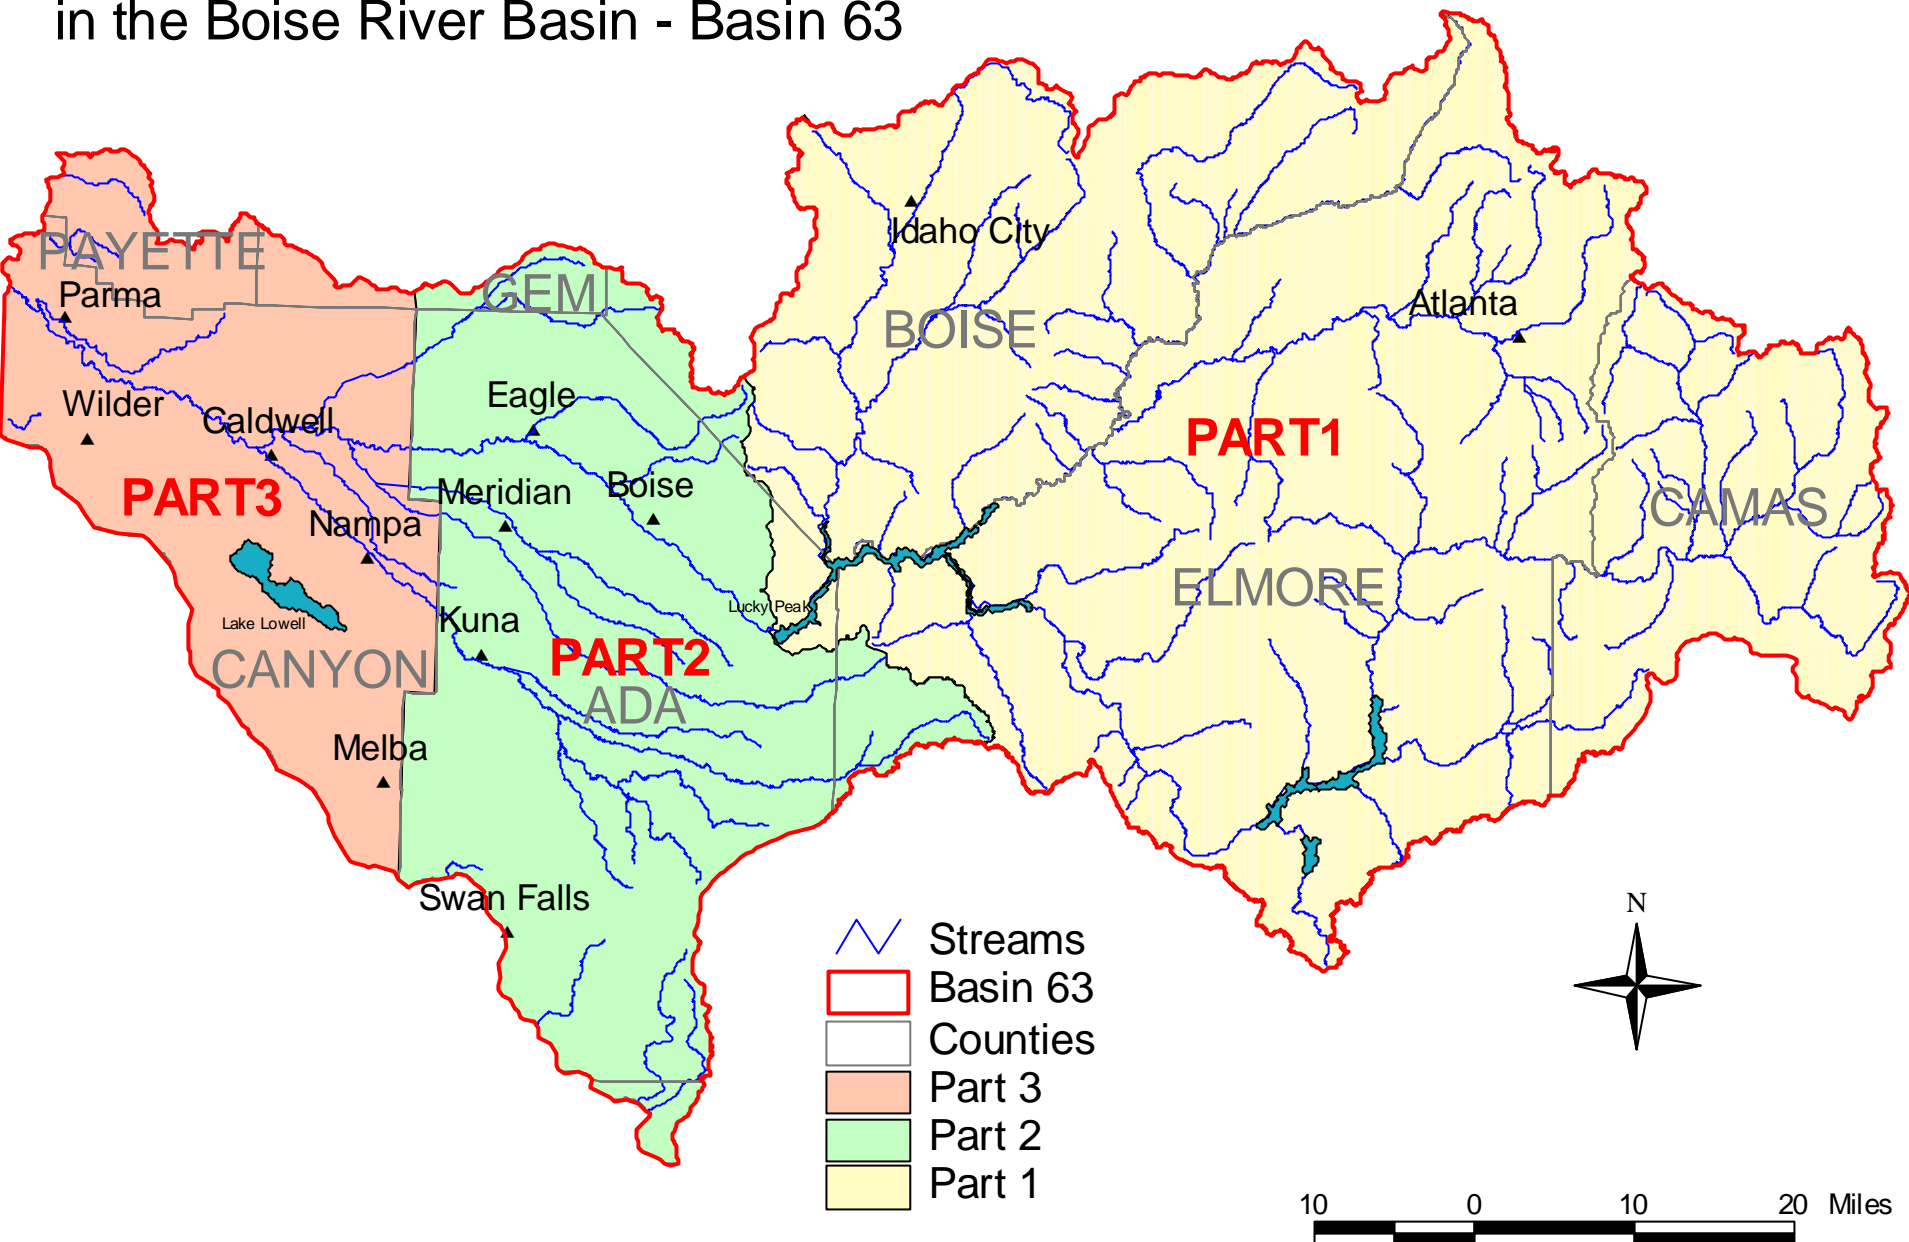 in the Boise River Basin - Basin 63
Idaho City
PAYETTE
GEM
Parma
Atlanta
BOISE
Eagle
Wilder
Caldwell
PART1
Meridian
Boise
PART3
CAMAS
Nampa
ELMORE
Lucky Peak
Lake Lowell
Kuna
PART2
CANYON
ADA
Melba
Swan Falls
Streams
Basin 63
Counties
Part 3
Part 2
Part 1
N
10 0 10 20 Miles